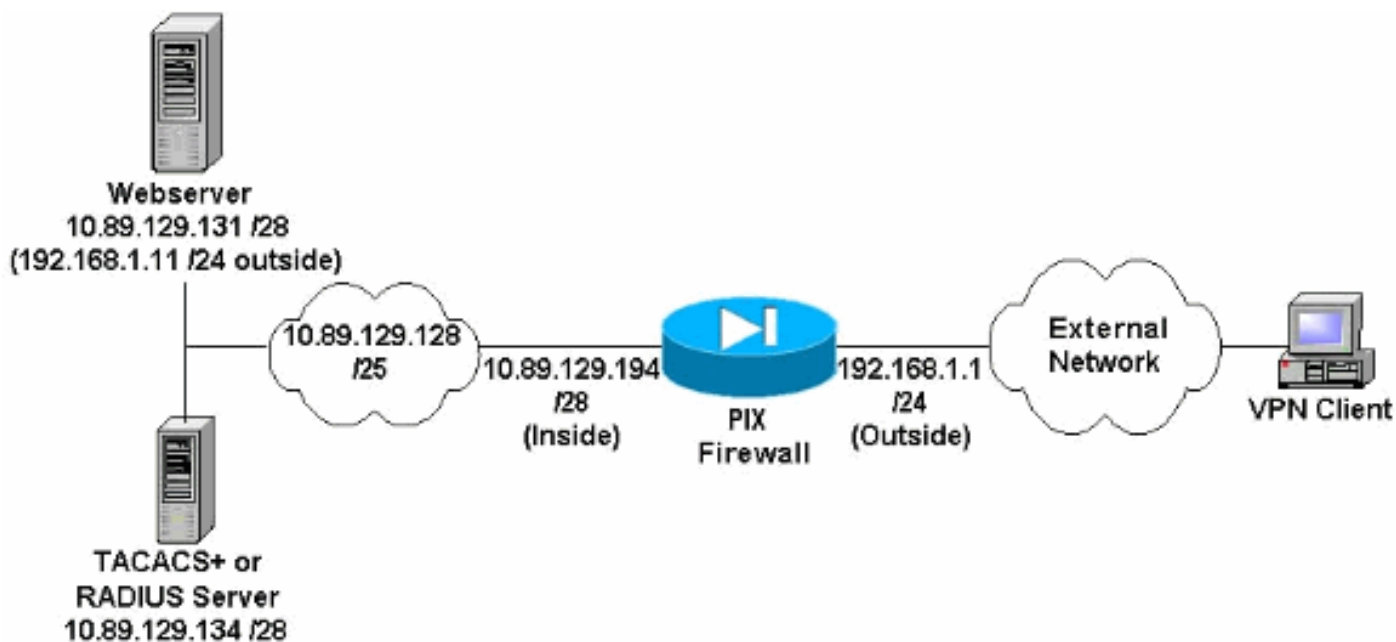 Webserver
10.89.129.131 /28
(192.168.1.11 /24 outside)
10.89.129.128
/25
10.89.129.194
/28
(Inside)
PIX
Firewall
192.168.1.1
/24
(Outside)
External
Network
VPN Client
TACACS+ or
RADIUS Server
10.89.129.134 /28